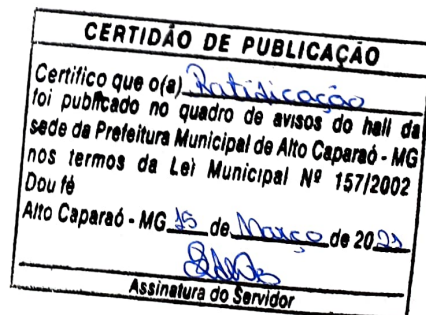 CERTIDÃO DE PUBLICAÇÃO
Certifico que o(a) Ratificação
foi publicado no quadro de avisos do hall da
sede da Prefeitura Municipal de Alto Caparaó - MG
nos termos da Lei Municipal Nº 157/2002
Dou fé
Alto Caparaó - MG 15 de Março de 2021
Assinatura do Servidor